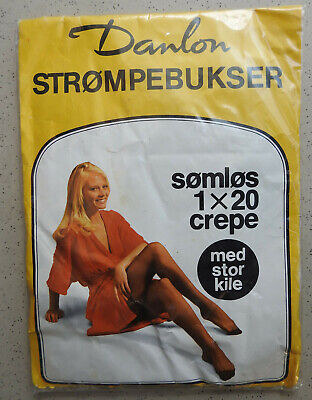 Danlon
STRØMPEBUKSER
sømløs
1×20
crepe
med
stor
kile